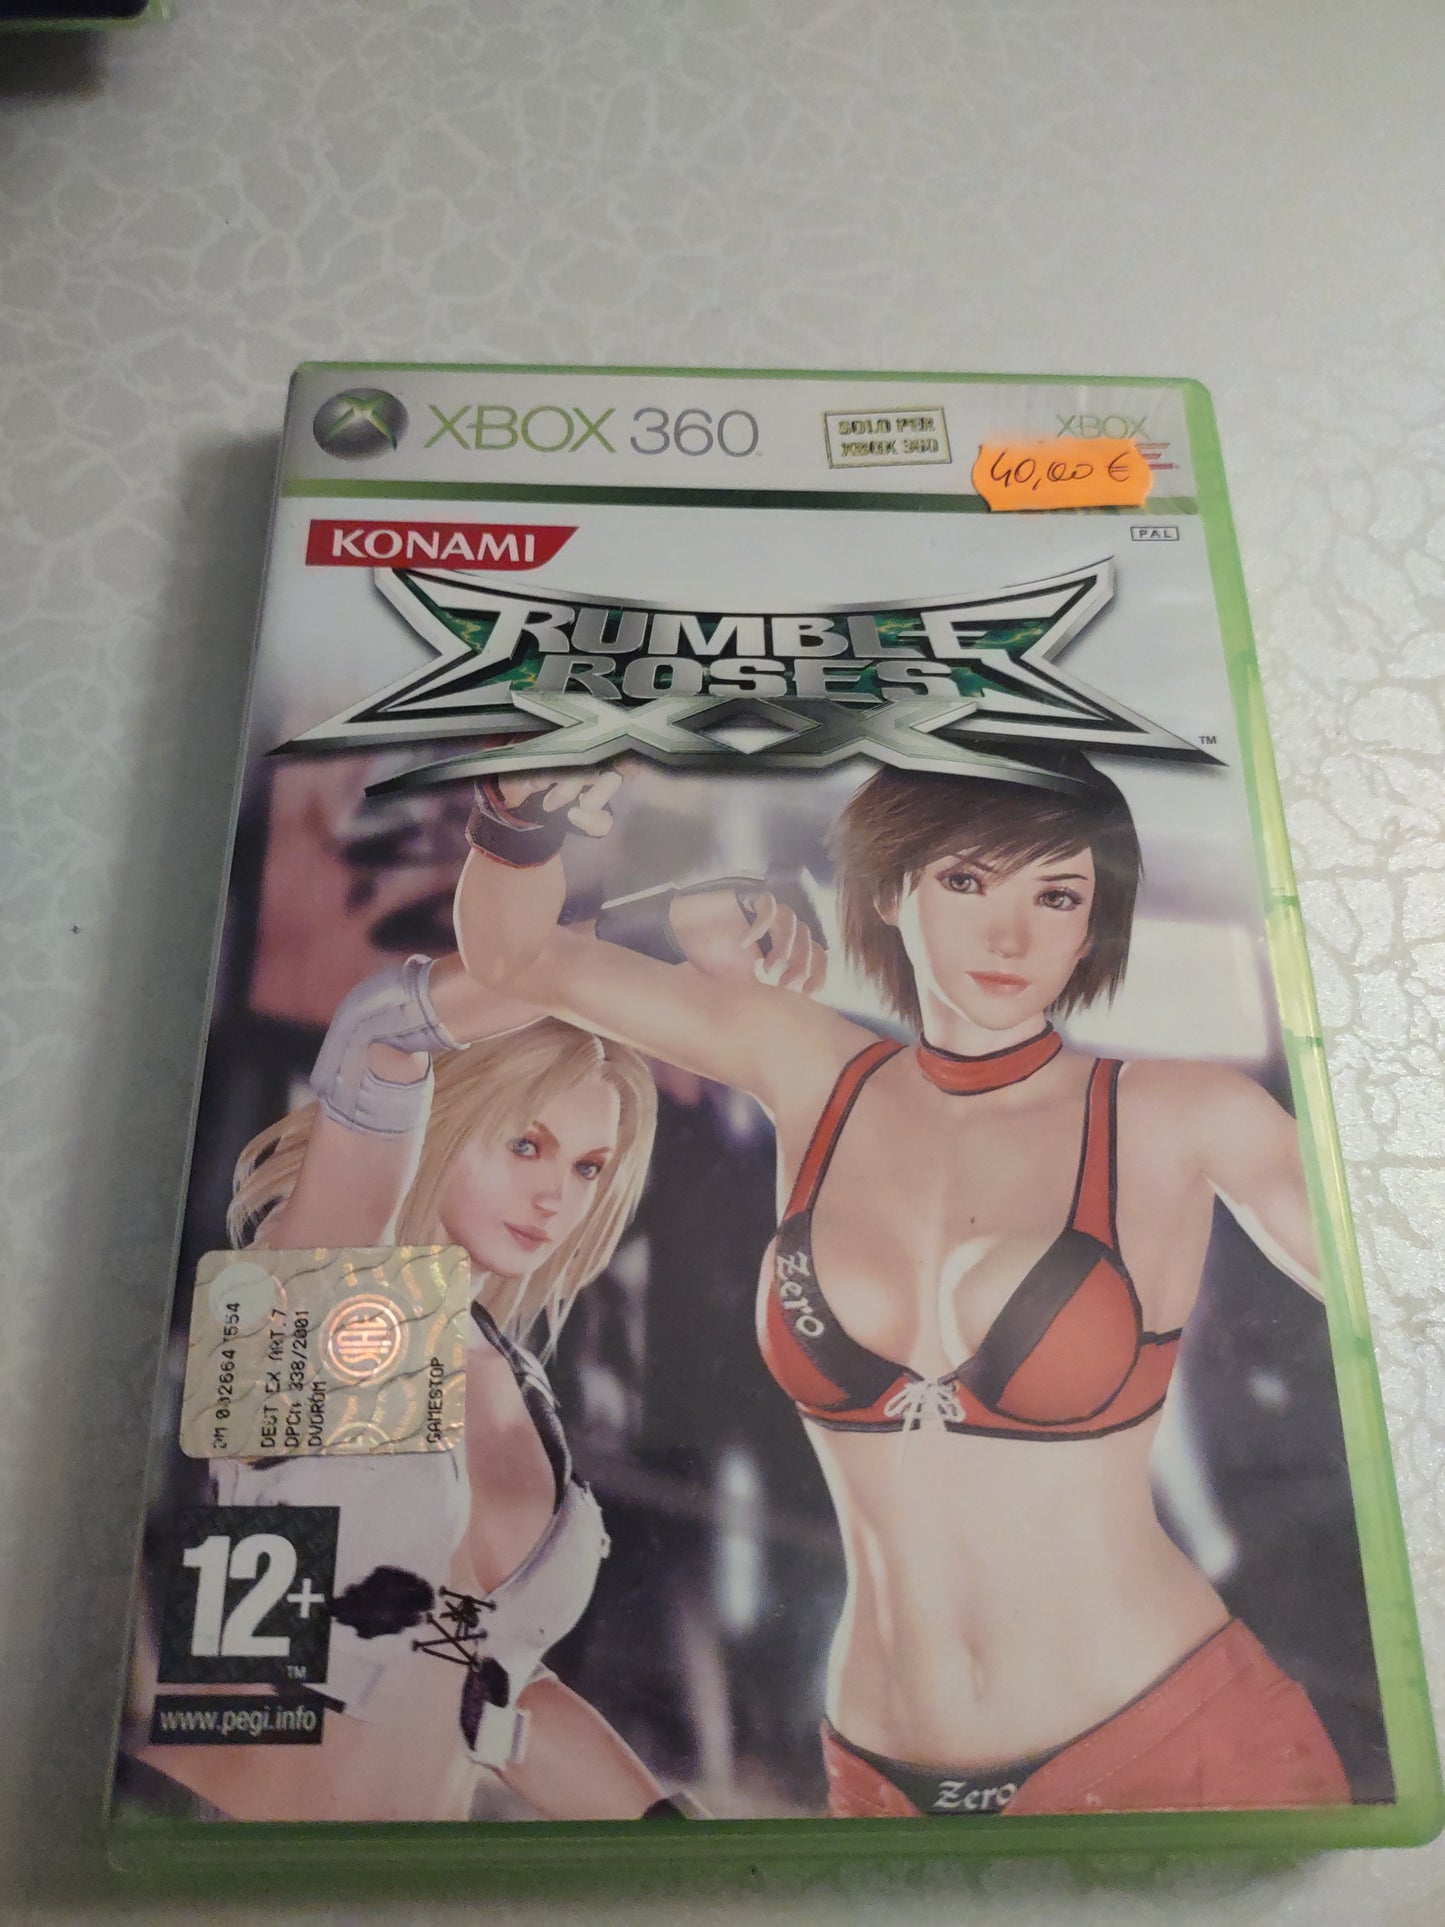 XBOX 360
SOLO PER
XBOX 360
XBOX
40,00 €
KONAMI
PAL
RUMBLE
ROSES
XX
TM
Zero
DEST EX ART.7
DPCM 338/2001
DVDROM
SIAE
GAMESTOP
12+
TM
www.pegi.info
Zero